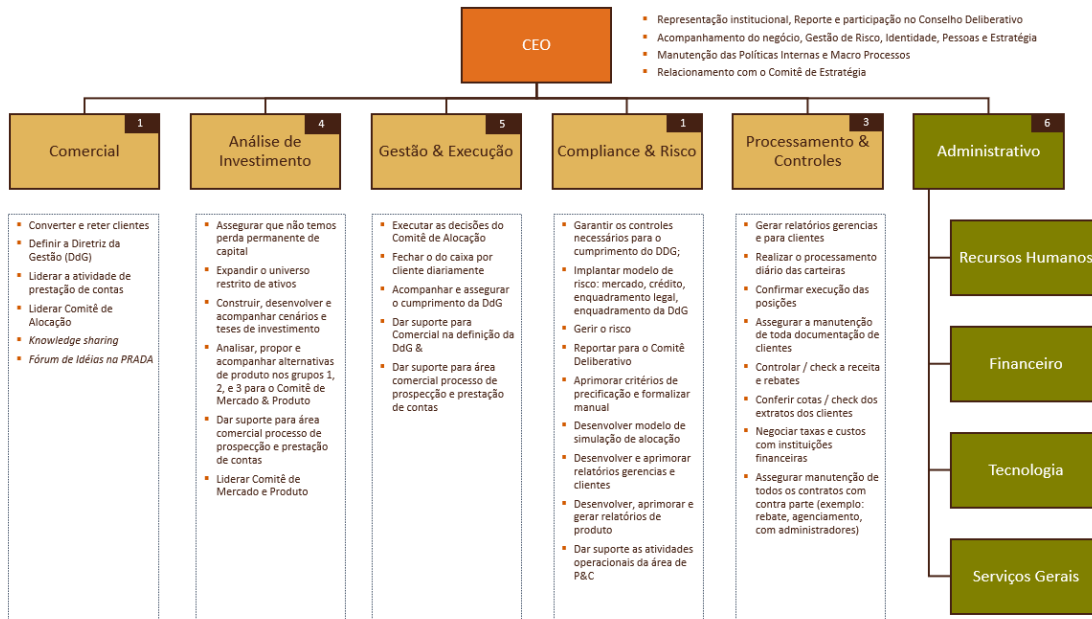 CEO
Representação institucional, Reporte e participação no Conselho Deliberativo
Acompanhamento do negócio, Gestão de Risco, Identidade, Pessoas e Estratégia
Manutenção das Políticas Internas e Macro Processos
Relacionamento com o Comitê de Estratégia
1
Comercial
4
Análise de
Investimento
5
Gestão & Execução
1
Compliance & Risco
3
Processamento &
Controles
6
Administrativo
Converter e reter clientes
Definir a Diretriz da
Gestão (DdG)
Liderar a atividade de
prestação de contas
Liderar Comitê de
Alocação
Knowledge sharing
Fórum de Idéias na PRADA
Assegurar que não temos
perda permanente de
capital
Expandir o universo
restrito de ativos
Construir, desenvolver e
acompanhar cenários e
teses de investimento
Analisar, propor e
acompanhar alternativas
de produto nos grupos 1,
2, e 3 para o Comitê de
Mercado & Produto
Dar suporte para área
comercial processo de
prospecção e prestação
de contas
Liderar Comitê de
Mercado e Produto
Executar as decisões do
Comitê de Alocação
Fechar o do caixa por
cliente diariamente
Acompanhar e assegurar
o cumprimento da DdG
Dar suporte para
Comercial na definição da
DdG &
Dar suporte para área
comercial processo de
prospecção e prestação
de contas
Garantir os controles
necessários para o
cumprimento do DDG;
Implantar modelo de
risco: mercado, crédito,
enquadramento legal,
enquadramento da DdG
Gerir o risco
Reportar para o Comitê
Deliberativo
Aprimorar critérios de
precificação e formalizar
manual
Desenvolver modelo de
simulação de alocação
Desenvolver e aprimorar
relatórios gerencias e
clientes
Desenvolver, aprimorar e
gerar relatórios de
produto
Dar suporte as atividades
operacionais da área de
P&C
Gerar relatórios gerencias
e para clientes
Realizar o processamento
diário das carteiras
Confirmar execução das
posições
Assegurar a manutenção
de toda documentação de
clientes
Controlar / check a receita
e rebates
Conferir cotas / check dos
extratos dos clientes
Negociar taxas e custos
com instituições
financeiras
Assegurar manutenção de
todos os contratos com
contra parte (exemplo:
rebate, agenciamento,
com administradores)
Recursos Humanos
Financeiro
Tecnologia
Serviços Gerais